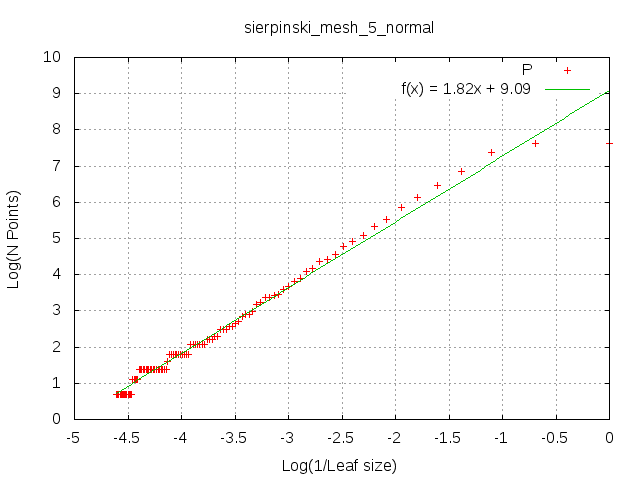 sierpinski_mesh_5_normal
P
f(x) = 1.82x + 9.09
10
9
8
7
6
5
4
3
2
1
0
Log(N Points)
-5 -4.5 -4 -3.5 -3 -2.5 -2 -1.5 -1 -0.5 0
Log(1/Leaf size)